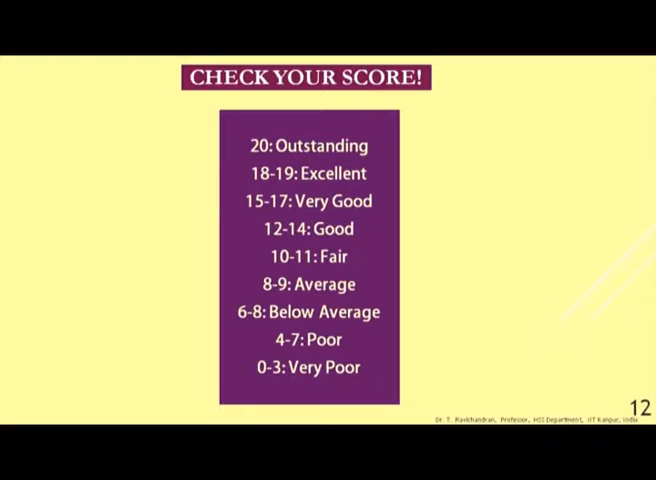 CHECK YOUR SCORE!
20: Outstanding
18-19: Excellent
15-17: Very Good
12-14: Good
10-11: Fair
8-9: Average
6-8: Below Average
4-7: Poor
0-3: Very Poor
12
Dr. T. Ravichandran, Professor, HSS Department, IIT Kanpur, India